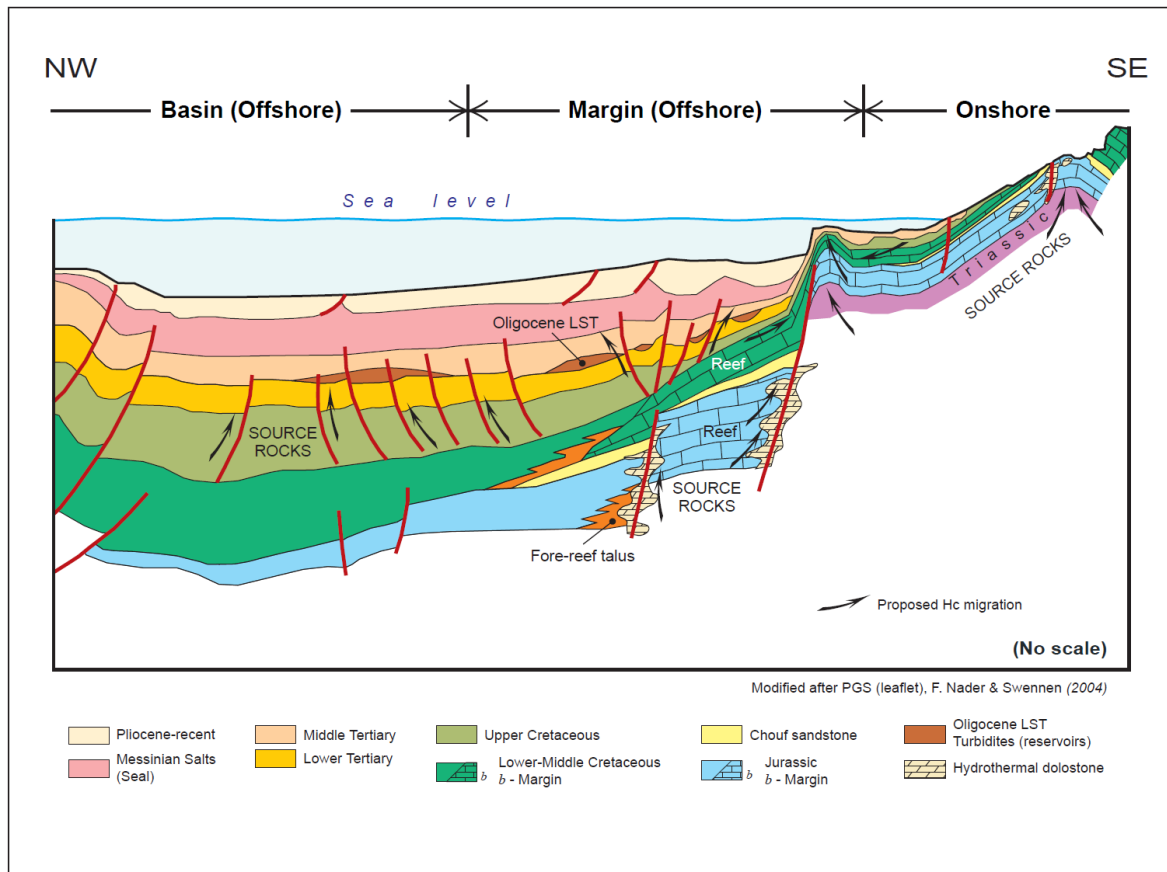 NW
SE
Basin (Offshore)
Margin (Offshore)
Onshore
Sea level
Oligocene LST
Reef
Reef
SOURCE
ROCKS
SOURCE
ROCKS
Triassic
SOURCE ROCKS
Fore-reef talus
Proposed Hc migration
(No scale)
Modified after PGS (leaflet), F. Nader & Swennen (2004)
Pliocene-recent
Messinian Salts
(Seal)
Middle Tertiary
Lower Tertiary
Upper Cretaceous
b Lower-Middle Cretaceous
b - Margin
Chouf sandstone
b Jurassic
b - Margin
Oligocene LST
Turbidites (reservoirs)
Hydrothermal dolostone